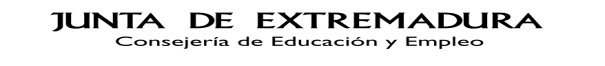 JUNTA DE EXTREMADURA
Consejería de Educación y Empleo